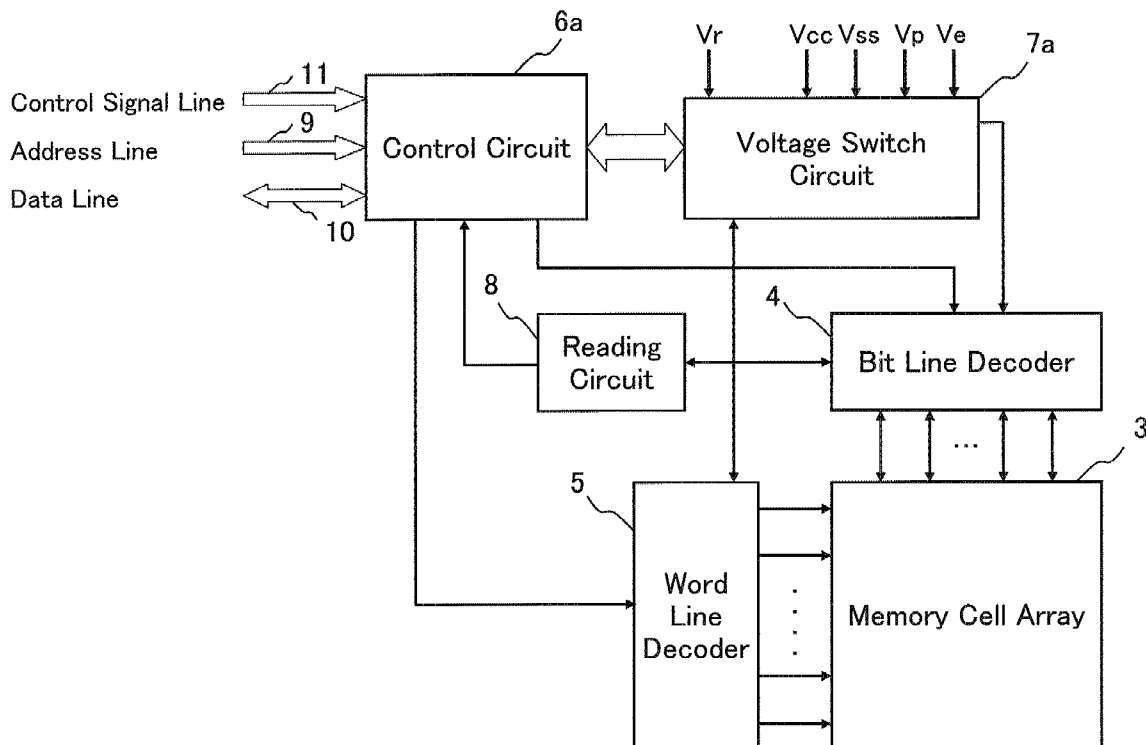 6a
Vr Vcc Vss Vp Ve
7a
11
Control Signal Line
9
Address Line
Data Line
10
Control Circuit
Voltage Switch
Circuit
8
Reading
Circuit
4
Bit Line Decoder
...
3
5
Word
Line
Decoder
Memory Cell Array